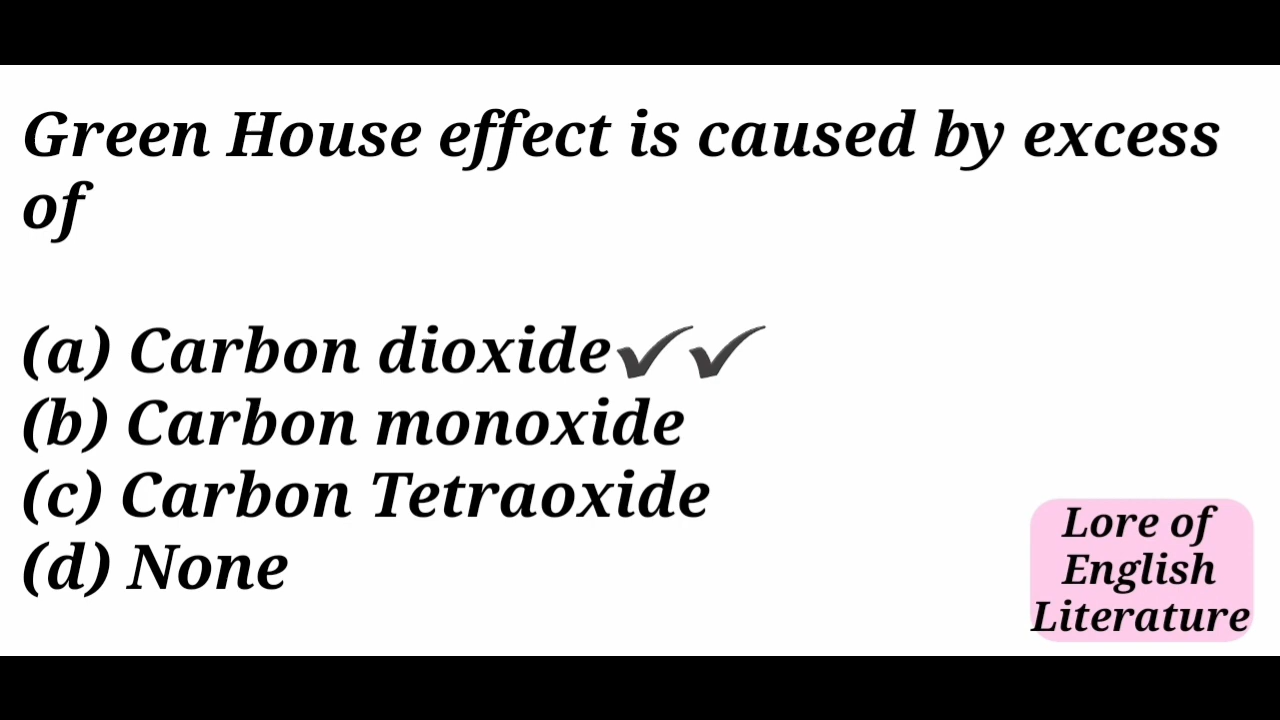 Green House effect is caused by excess
of
(a) Carbon dioxide✔✔
(b) Carbon monoxide
(c) Carbon Tetraoxide
(d) None
Lore of
English
Literature